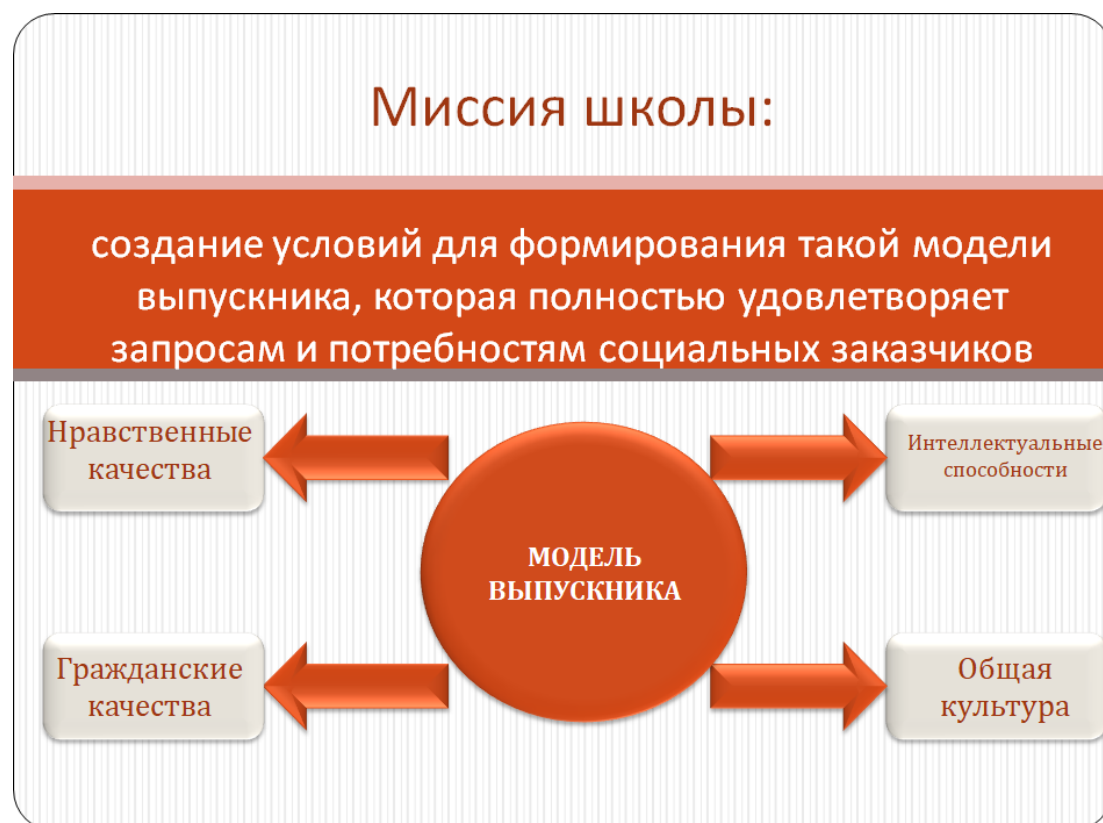 Миссия школы:
создание условий для формирования такой модели
выпускника, которая полностью удовлетворяет
запросам и потребностям социальных заказчиков
Нравственные
качества
Интеллектуальные
способности
МОДЕЛЬ
ВЫПУСКНИКА
Гражданские
качества
Общая
культура